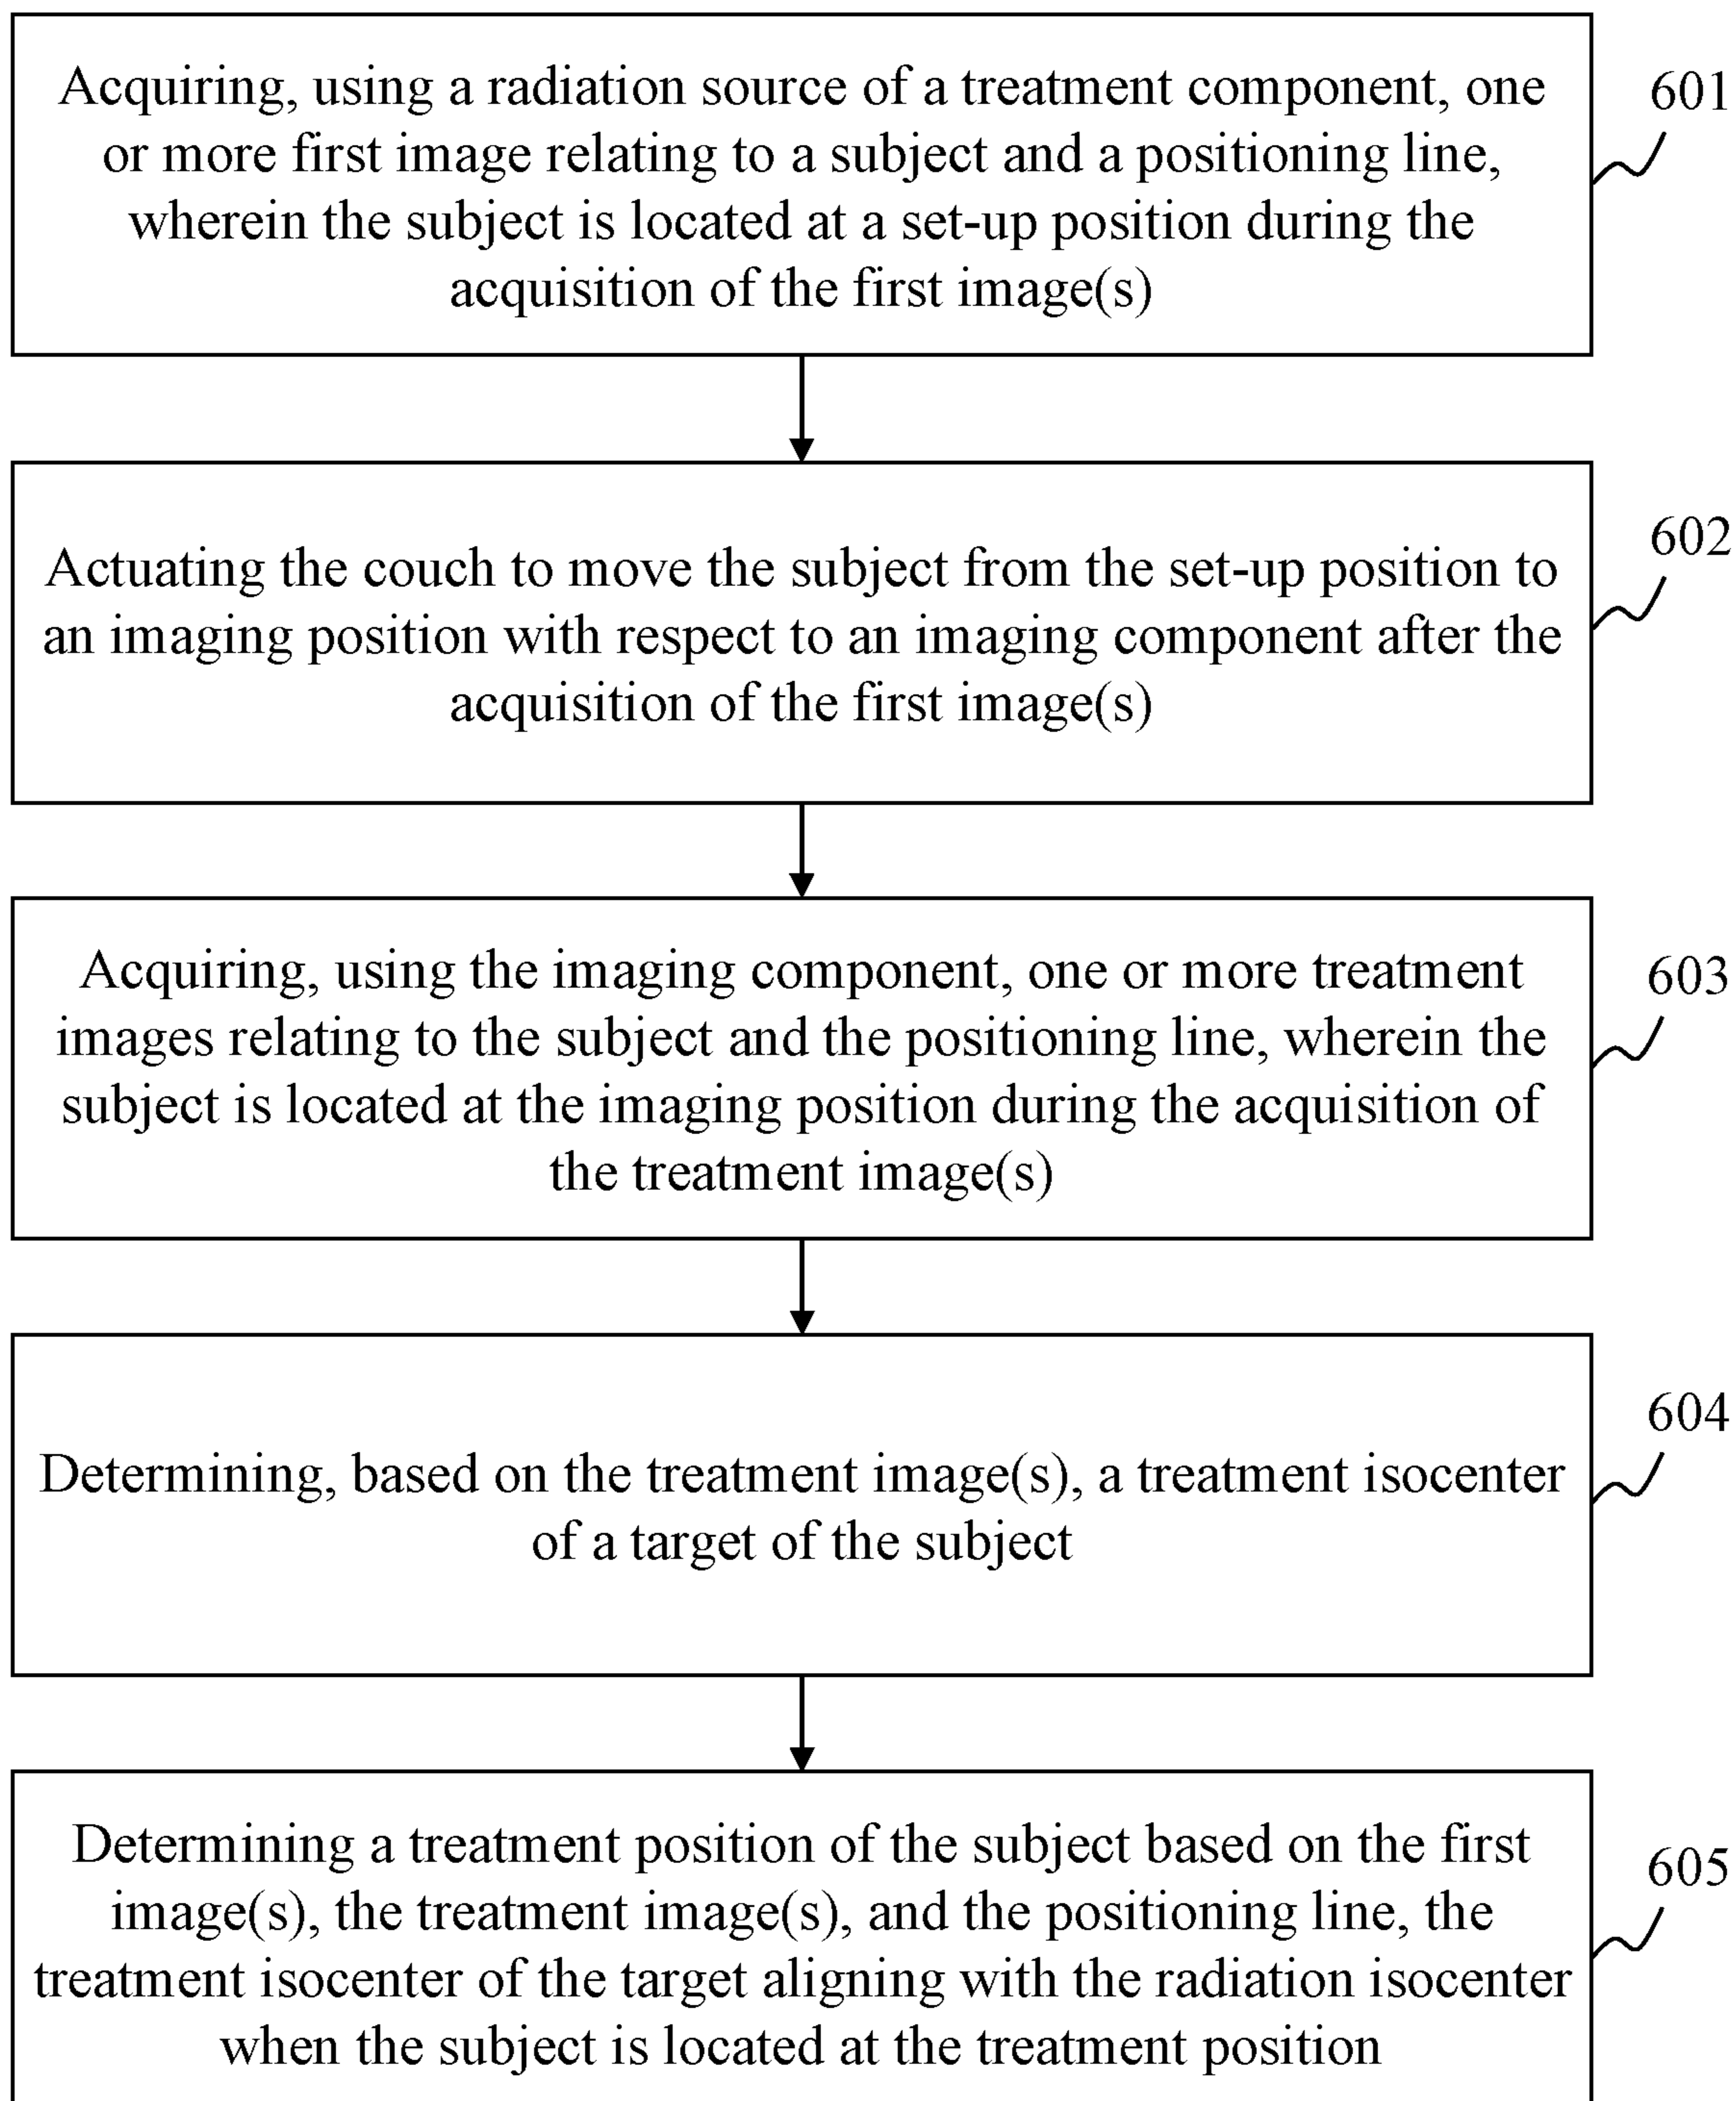 Acquiring, using a radiation source of a treatment component, one
or more first image relating to a subject and a positioning line,
wherein the subject is located at a set-up position during the
acquisition of the first image(s)
601
Actuating the couch to move the subject from the set-up position to
an imaging position with respect to an imaging component after the
acquisition of the first image(s)
602
Acquiring, using the imaging component, one or more treatment
images relating to the subject and the positioning line, wherein the
subject is located at the imaging position during the acquisition of
the treatment image(s)
603
Determining, based on the treatment image(s), a treatment isocenter
of a target of the subject
604
Determining a treatment position of the subject based on the first
image(s), the treatment image(s), and the positioning line, the
treatment isocenter of the target aligning with the radiation isocenter
when the subject is located at the treatment position
605